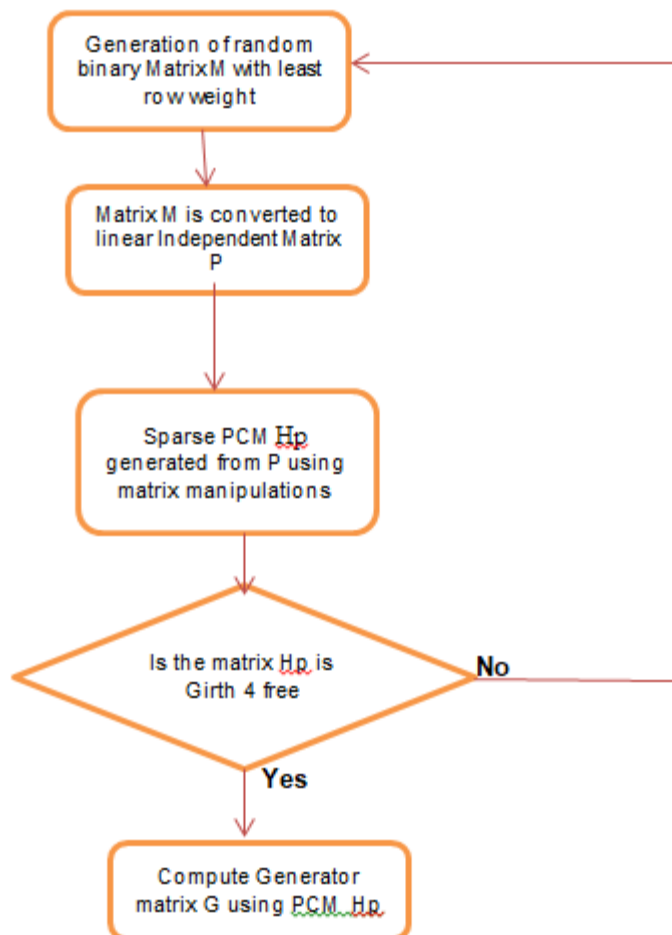 Generation of random
binary Matrix M with least
row weight
Matrix M is converted to
linear Independent Matrix
P
Sparse PCM Hp
generated from P using
matrix manipulations
Is the matrix Hp is
Girth 4 free
No
Yes
Compute Generator
matrix G using PCM Hp